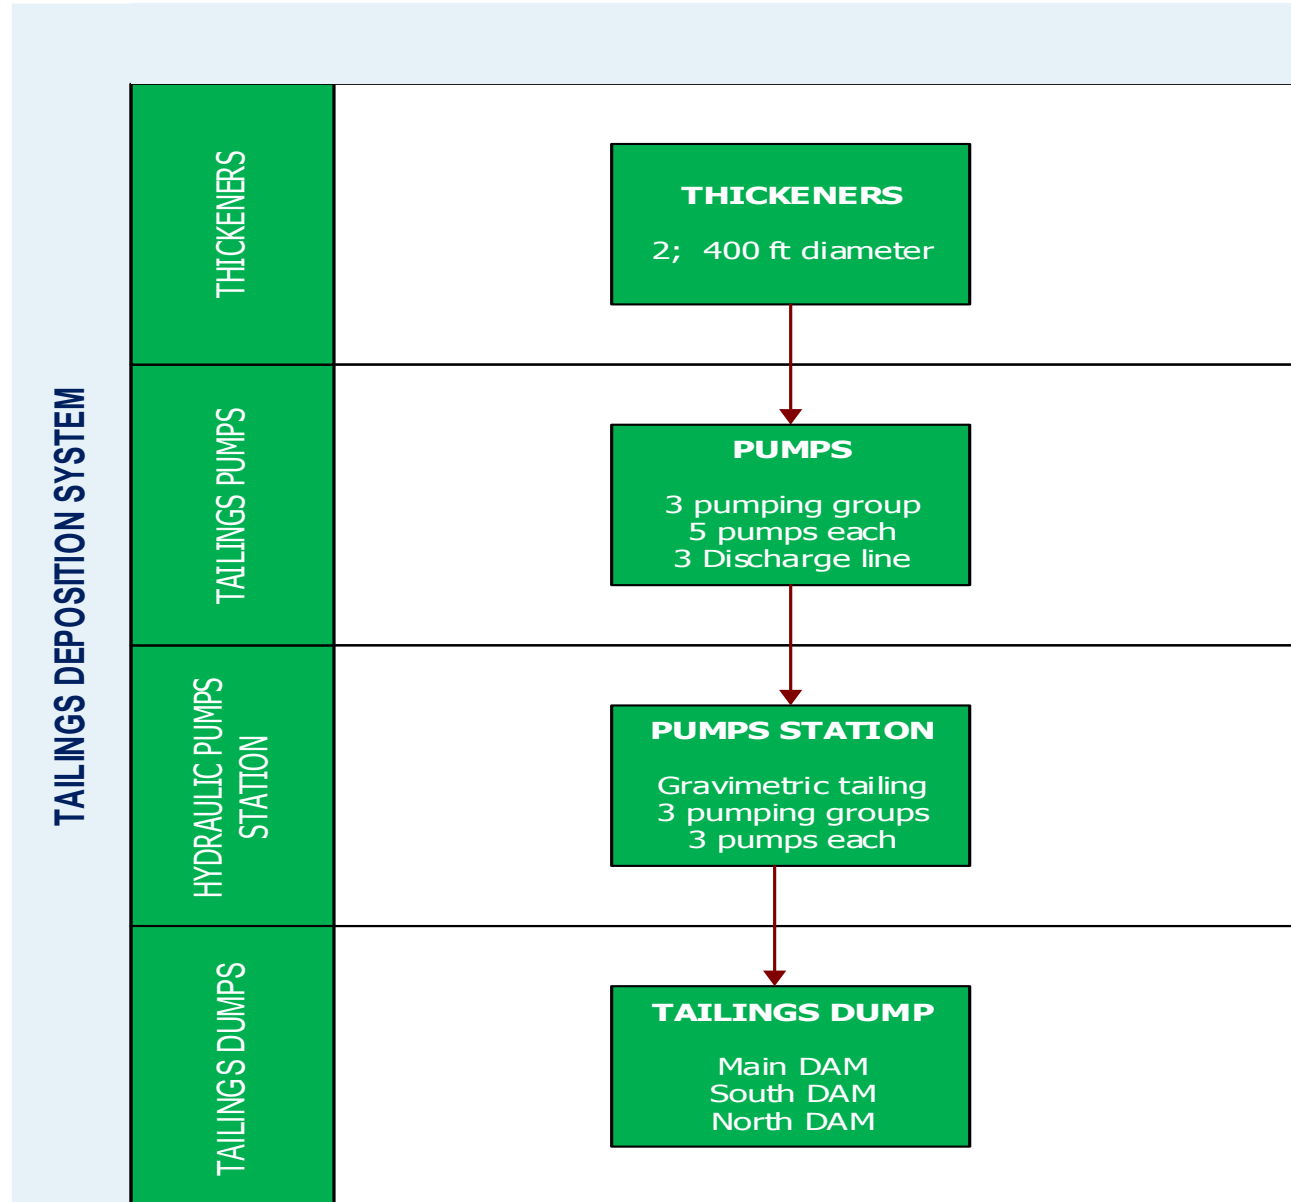 TAILINGS DEPOSITION SYSTEM
THICKENERS
THICKENERS
2;  400 ft diameter
TAILINGS PUMPS
PUMPS
3 pumping group
5 pumps each
3 Discharge line
HYDRAULIC PUMPS
STATION
PUMPS STATION
Gravimetric tailing
3 pumping groups
3 pumps each
TAILINGS DUMPS
TAILINGS DUMP
Main DAM
South DAM
North DAM